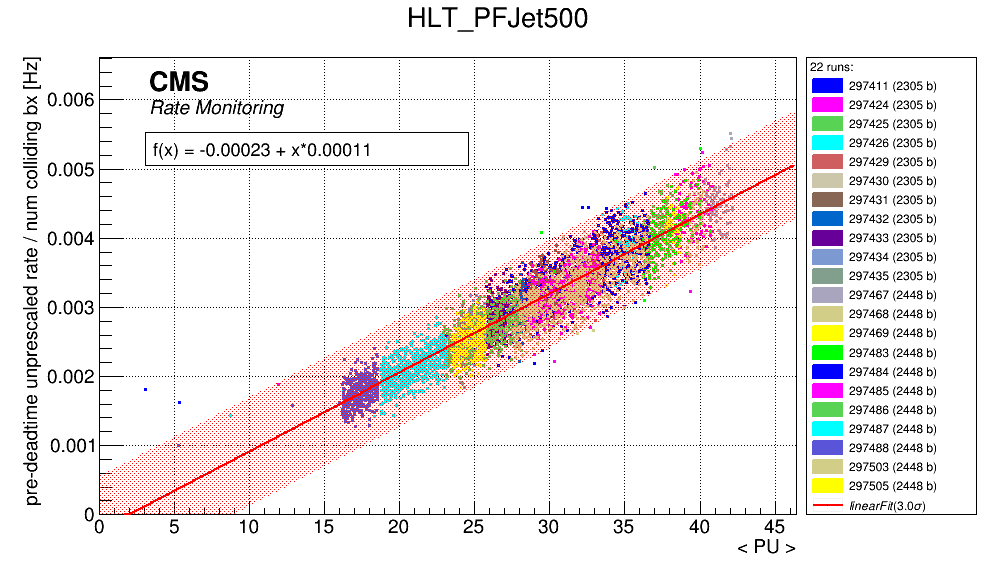 HLT_PFJet500
pre-deadtime unprescaled rate / num colliding bx [Hz]
CMS
Rate Monitoring
f(x) = -0.00023 + x*0.00011
0.006
0.005
0.004
0.003
0.002
0.001
0
0 5 10 15 20 25 30 35 40 45
< PU >
22 runs:
297411 (2305 b)
297424 (2305 b)
297425 (2305 b)
297426 (2305 b)
297429 (2305 b)
297430 (2305 b)
297431 (2305 b)
297432 (2305 b)
297433 (2305 b)
297434 (2305 b)
297435 (2305 b)
297467 (2448 b)
297468 (2448 b)
297469 (2448 b)
297483 (2448 b)
297484 (2448 b)
297485 (2448 b)
297486 (2448 b)
297487 (2448 b)
297488 (2448 b)
297503 (2448 b)
297505 (2448 b)
linearFit(3.0σ)